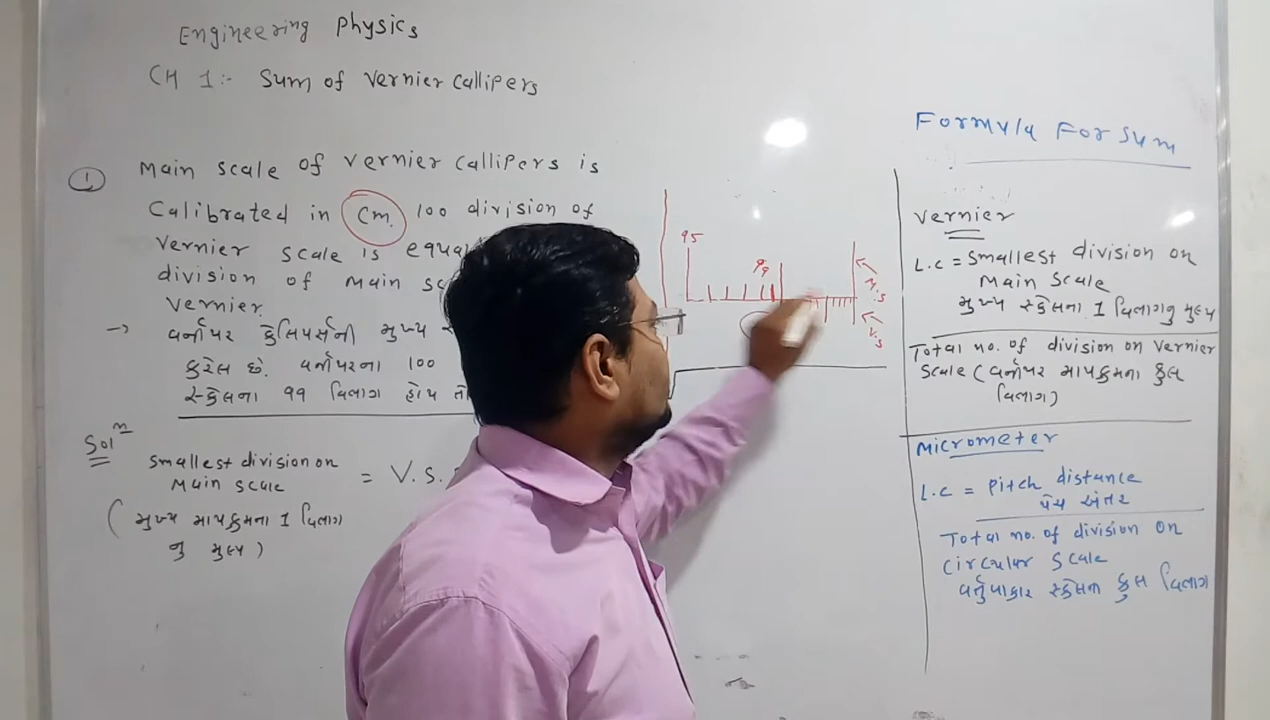 Engineering Physics
CH 1:- Sum of Vernier Callipers
① Main scale of Vernier Callipers is
Calibrated in Cm. 100 division of
Vernier scale is equal
division of main
Vernier.
→ વર્નીયર કેલિપર્સની મુખ્ય
કરેલ છે. વર્નીયરના 100
સ્કેલના ૧૧ વિભાગ હોય તો
Solⁿ
Smallest division on
Main scale = V.S.
(મુખ્ય માપક્રમના 1 વિભાગ
નુ મુલ્ય)
95
99
M.S
V.S
Formula For Sum
Vernier
L.C = Smallest division on
Main Scale
મુખ્ય સ્કેલના 1 વિભાગનુ મુલ્ય
Total no. of division on Vernier
Scale (વર્નીયર માપક્રમના કુલ
વિભાગ)
Micrometer
L.C = Pitch distance
પેચ અંતર
Total no. of division on
Circular Scale
વર્તુળાકાર સ્કેલના કુલ વિભાગ